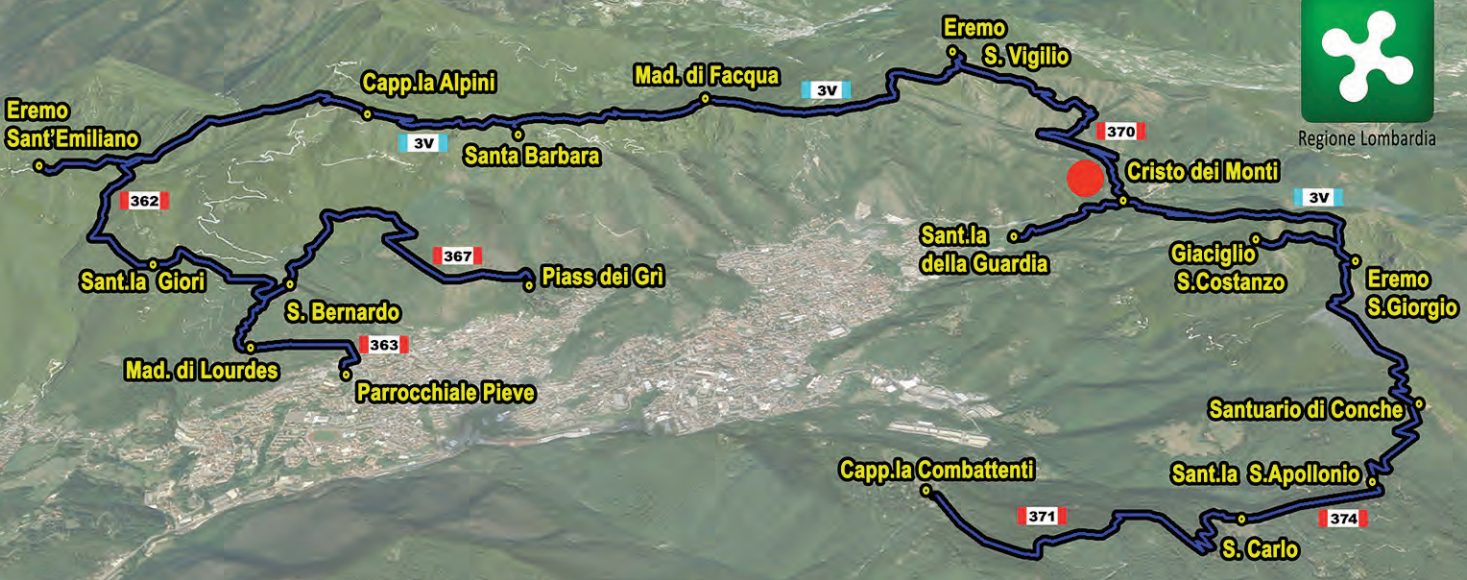 Eremo
S. Vigilio
Mad. di Facqua
Capp.la Alpini
3V
Regione Lombardia
Eremo
Sant'Emiliano
3V
Santa Barbara
370
Cristo dei Monti
362
3V
Sant.la
della Guardia
Giaciglio
S.Costanzo
Eremo
S.Giorgio
367
Piass dei Grì
Sant.la Giori
S. Bernardo
363
Mad. di Lourdes
Parrocchiale Pieve
Santuario di Conche
Capp.la Combattenti
Sant.la S.Apollonio
371
374
S. Carlo